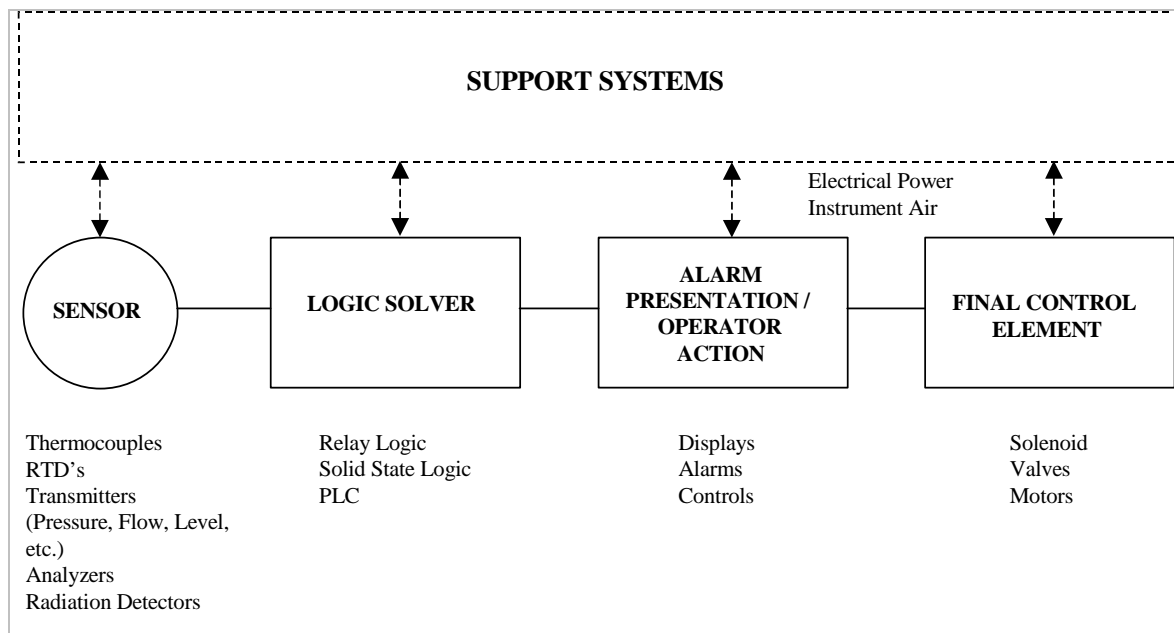 SUPPORT SYSTEMS
Electrical Power
Instrument Air
SENSOR
LOGIC SOLVER
ALARM
PRESENTATION /
OPERATOR
ACTION
FINAL CONTROL
ELEMENT
Thermocouples
RTD’s
Transmitters
(Pressure, Flow, Level,
etc.)
Analyzers
Radiation Detectors
Relay Logic
Solid State Logic
PLC
Displays
Alarms
Controls
Solenoid
Valves
Motors